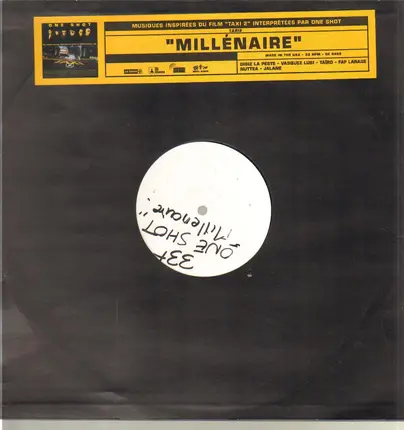 ONE SHOT
MUSIQUES INSPIRÉES DU FILM "TAXI 2" INTERPRÉTÉES PAR ONE SHOT
"MILLÉNAIRE"
DISIZ LA PESTE - VASQUEZ LUSI - TAÏRO - FAF LARAGE
NUTTEA - JALANE
33T
ONE SHOT
"Millenaire"